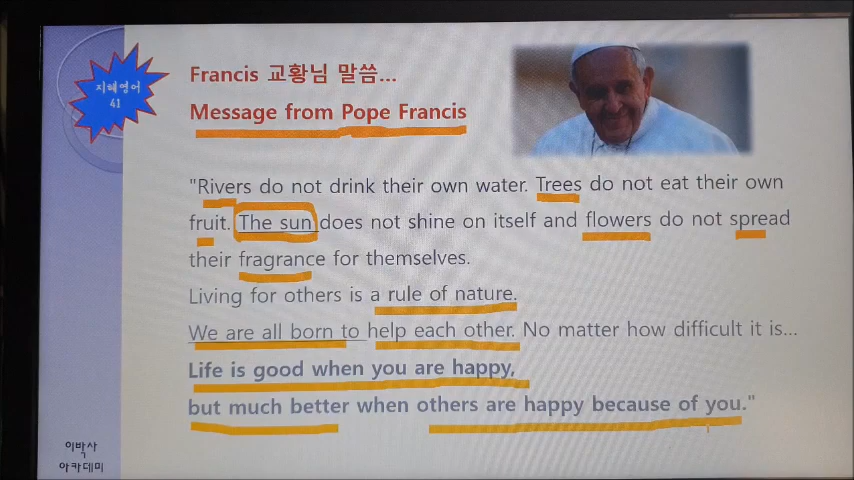 지혜영어
41
Francis 교황님 말씀...
Message from Pope Francis
"Rivers do not drink their own water. Trees do not eat their own
fruit. The sun does not shine on itself and flowers do not spread
their fragrance for themselves.
Living for others is a rule of nature.
We are all born to help each other. No matter how difficult it is...
Life is good when you are happy,
but much better when others are happy because of you."
이박사
아카데미